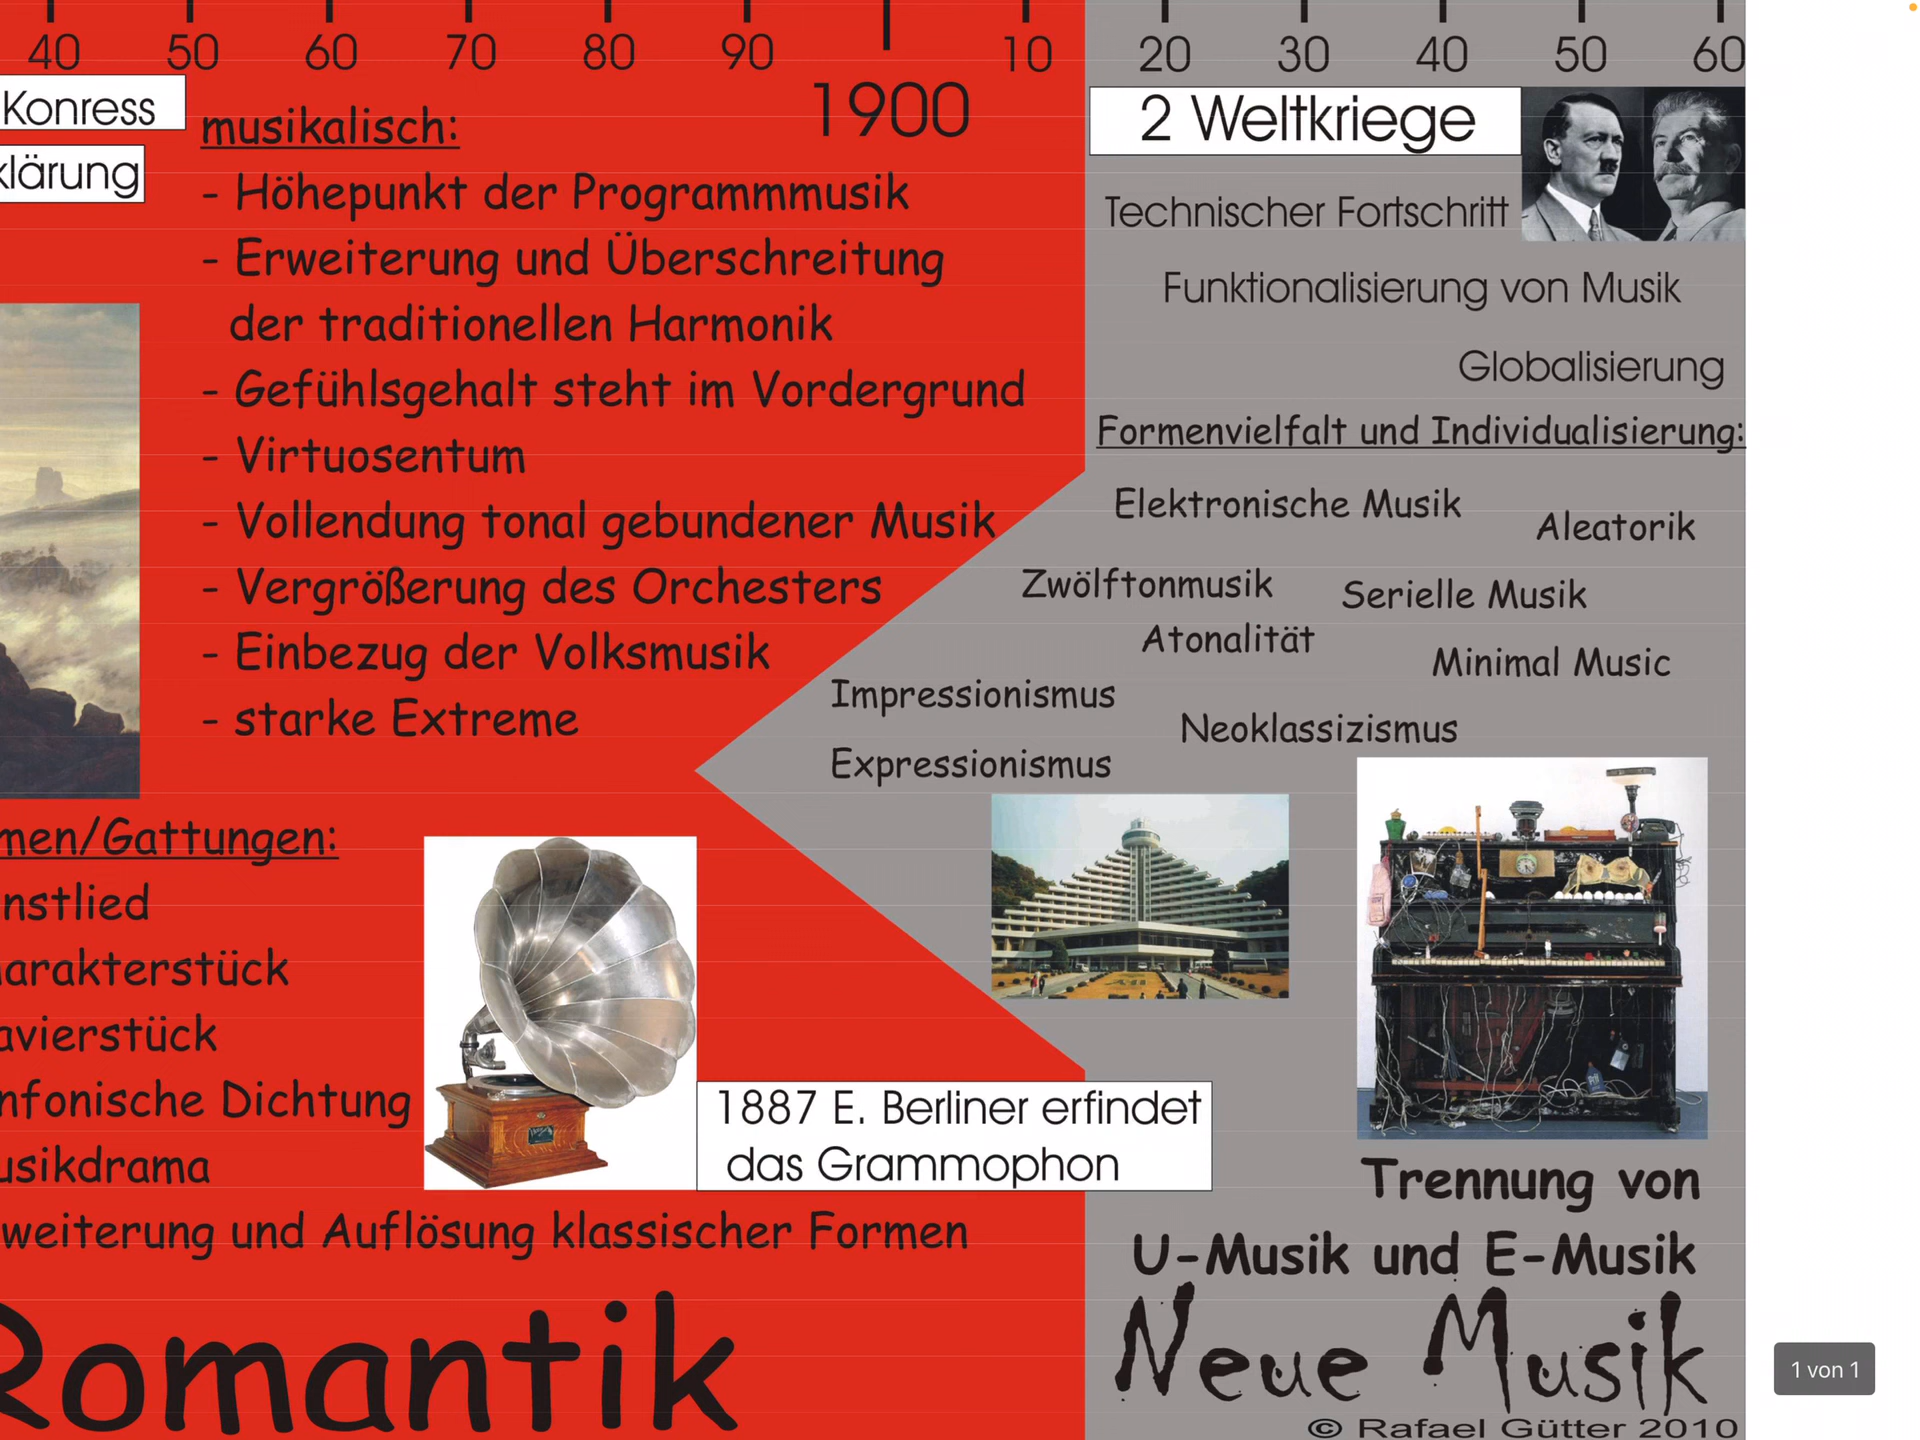 40 50 60 70 80 90 10 20 30 40 50 60
1900
Konress
klärung
musikalisch:
- Höhepunkt der Programmmusik
- Erweiterung und Überschreitung
der traditionellen Harmonik
- Gefühlsgehalt steht im Vordergrund
- Virtuosentum
- Vollendung tonal gebundener Musik
- Vergrößerung des Orchesters
- Einbezug der Volksmusik
- starke Extreme
men/Gattungen:
nstlied
arakterstück
avierstück
nfonische Dichtung
usikdrama
weiterung und Auflösung klassischer Formen
1887 E. Berliner erfindet
das Grammophon
Romantik
2 Weltkriege
Technischer Fortschritt
Funktionalisierung von Musik
Globalisierung
Formenvielfalt und Individualisierung:
Elektronische Musik
Aleatorik
Zwölftonmusik
Serielle Musik
Atonalität
Minimal Music
Impressionismus
Neoklassizismus
Expressionismus
Trennung von
U-Musik und E-Musik
Neue Musik
© Rafael Gütter 2010
1 von 1